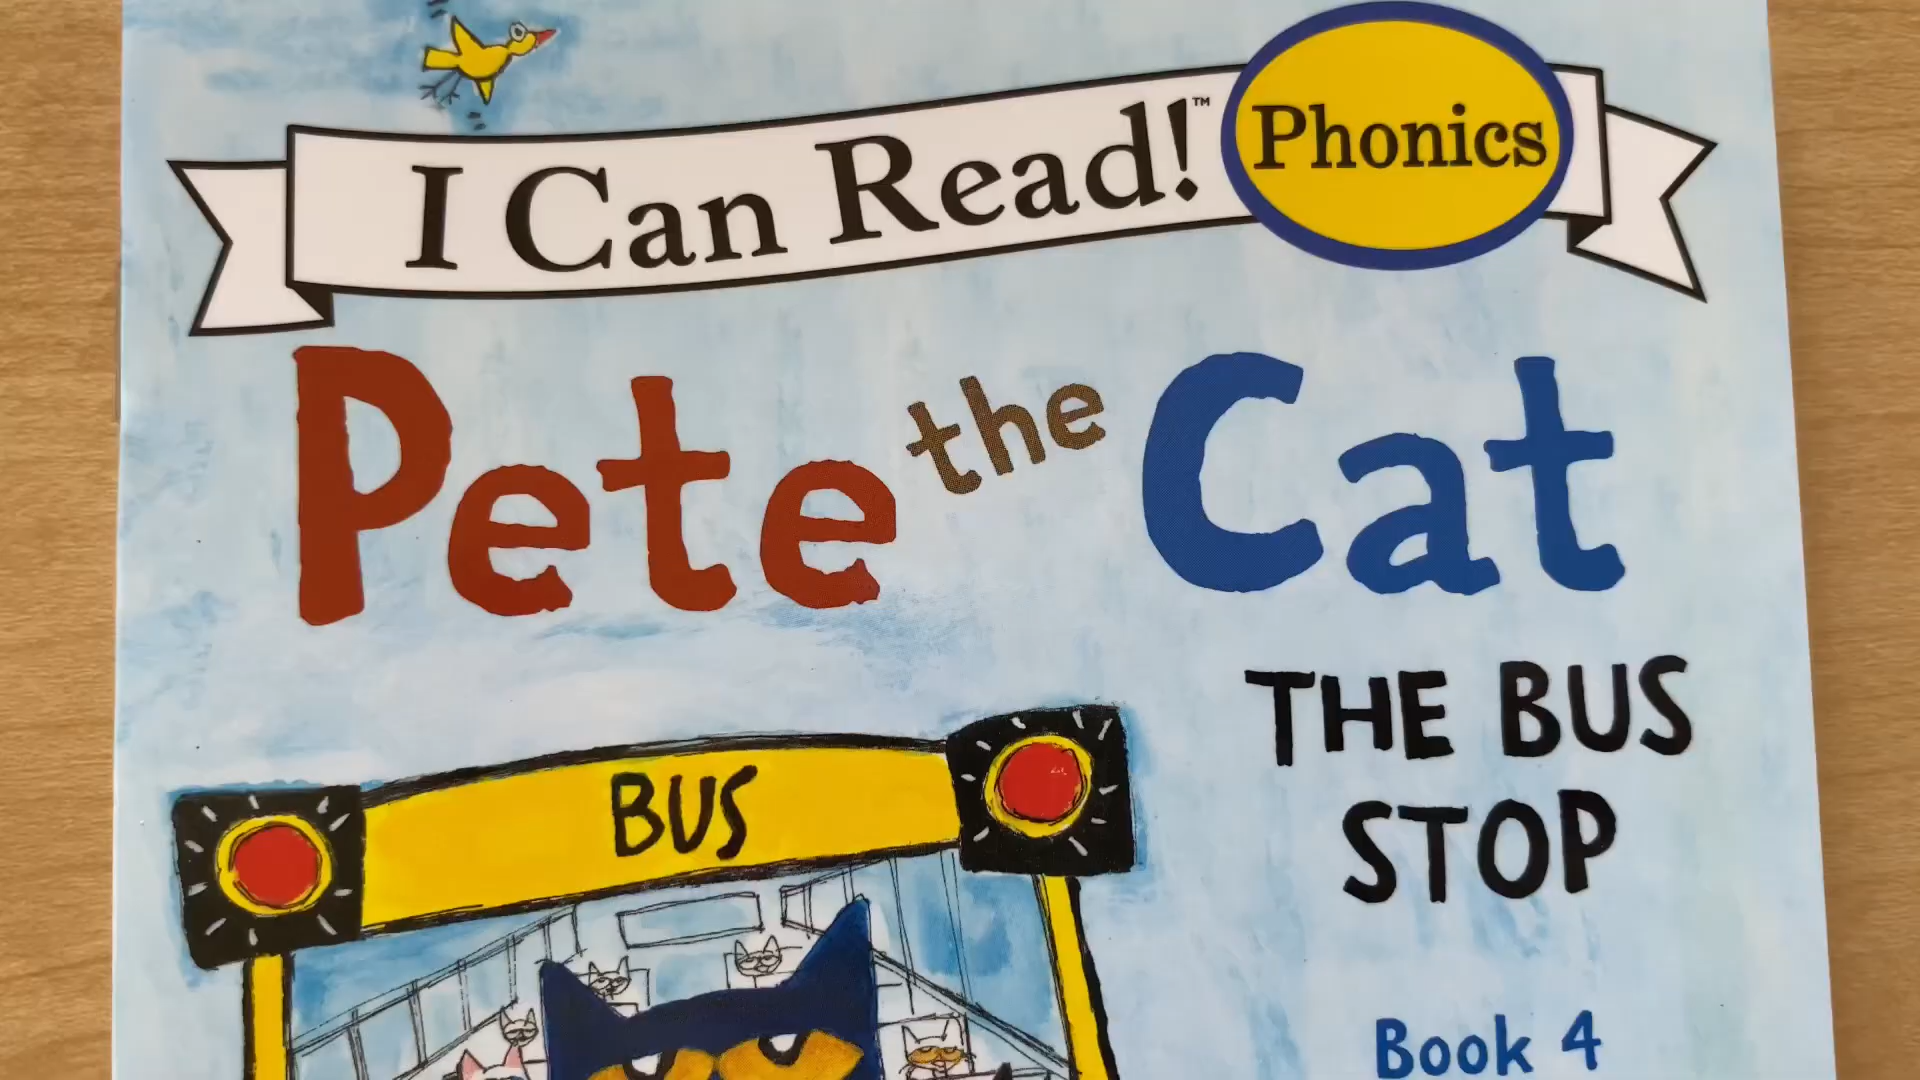 I Can Read!™ Phonics
Pete the Cat
THE BUS
STOP
BUS
Book 4